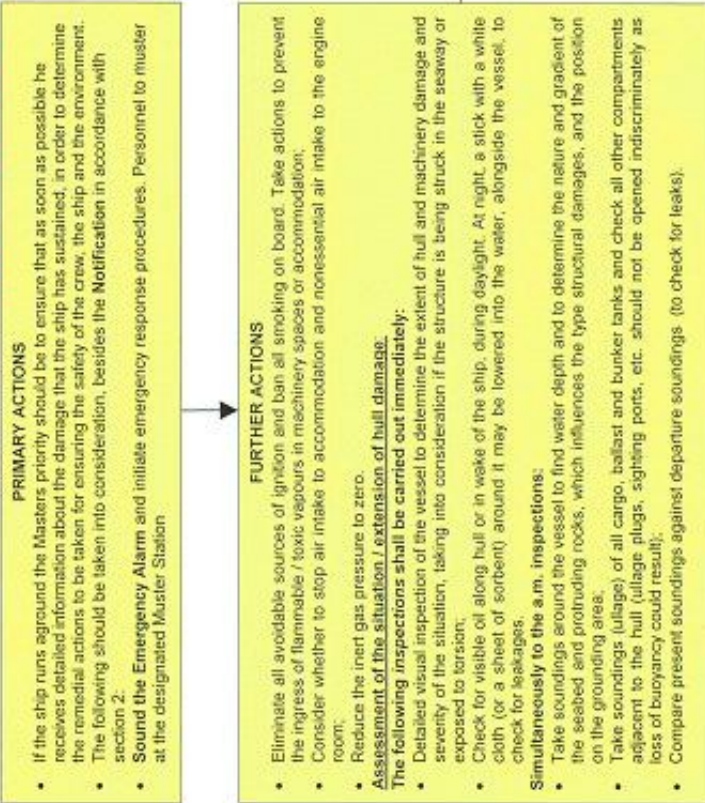 PRIMARY ACTIONS
• If the ship runs aground the Masters priority should be to ensure that as soon as possible he
receives detailed information about the damage that the ship has sustained, in order to determine
the remedial actions to be taken for ensuring the safety of the crew, the ship and the environment.
• The following should be taken into consideration, besides the Notification in accordance with
section 2:
• Sound the Emergency Alarm and initiate emergency response procedures. Personnel to muster
at the designated Muster Station
FURTHER ACTIONS
• Eliminate all avoidable sources of ignition and ban all smoking on board. Take actions to prevent
the ingress of flammable / toxic vapours in machinery spaces or accommodation;
• Consider whether to stop air intake to accommodation and nonessential air intake to the engine
room;
• Reduce the inert gas pressure to zero.
Assessment of the situation / extension of hull damage:
The following inspections shall be carried out immediately:
• Detailed visual inspection of the vessel to determine the extent of hull and machinery damage and
severity of the situation, taking into consideration if the structure is being struck in the seaway or
exposed to torsion;
• Check for visible oil along hull or in wake of the ship, during daylight. At night, a stick with a white
cloth (or a sheet of sorbent) around it may be lowered into the water, alongside the vessel, to
check for leakages.
Simultaneously to the a.m. inspections:
• Take soundings around the vessel to find water depth and to determine the nature and gradient of
the seabed and protruding rocks, which influences the type structural damages, and the position
on the grounding area;
• Take soundings (ullage) of all cargo, ballast and bunker tanks and check all other compartments
adjacent to the hull (ullage plugs, sighting ports, etc. should not be opened indiscriminately as
loss of buoyancy could result);
• Compare present soundings against departure soundings (to check for leaks).